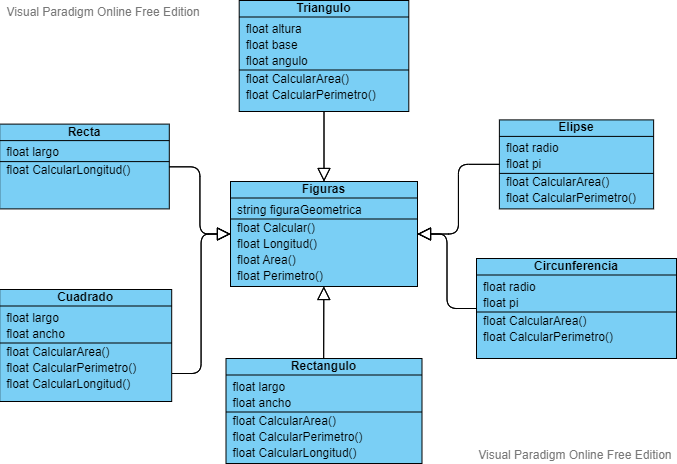 Visual Paradigm Online Free Edition
Triangulo
float altura
float base
float angulo
float CalcularArea()
float CalcularPerimetro()
Recta
float largo
float CalcularLongitud()
Elipse
float radio
float pi
float CalcularArea()
float CalcularPerimetro()
Figuras
string figuraGeometrica
float Calcular()
float Longitud()
float Area()
float Perimetro()
Circunferencia
float radio
float pi
float CalcularArea()
float CalcularPerimetro()
Cuadrado
float largo
float ancho
float CalcularArea()
float CalcularPerimetro()
float CalcularLongitud()
Rectangulo
float largo
float ancho
float CalcularArea()
float CalcularPerimetro()
float CalcularLongitud()
Visual Paradigm Online Free Edition